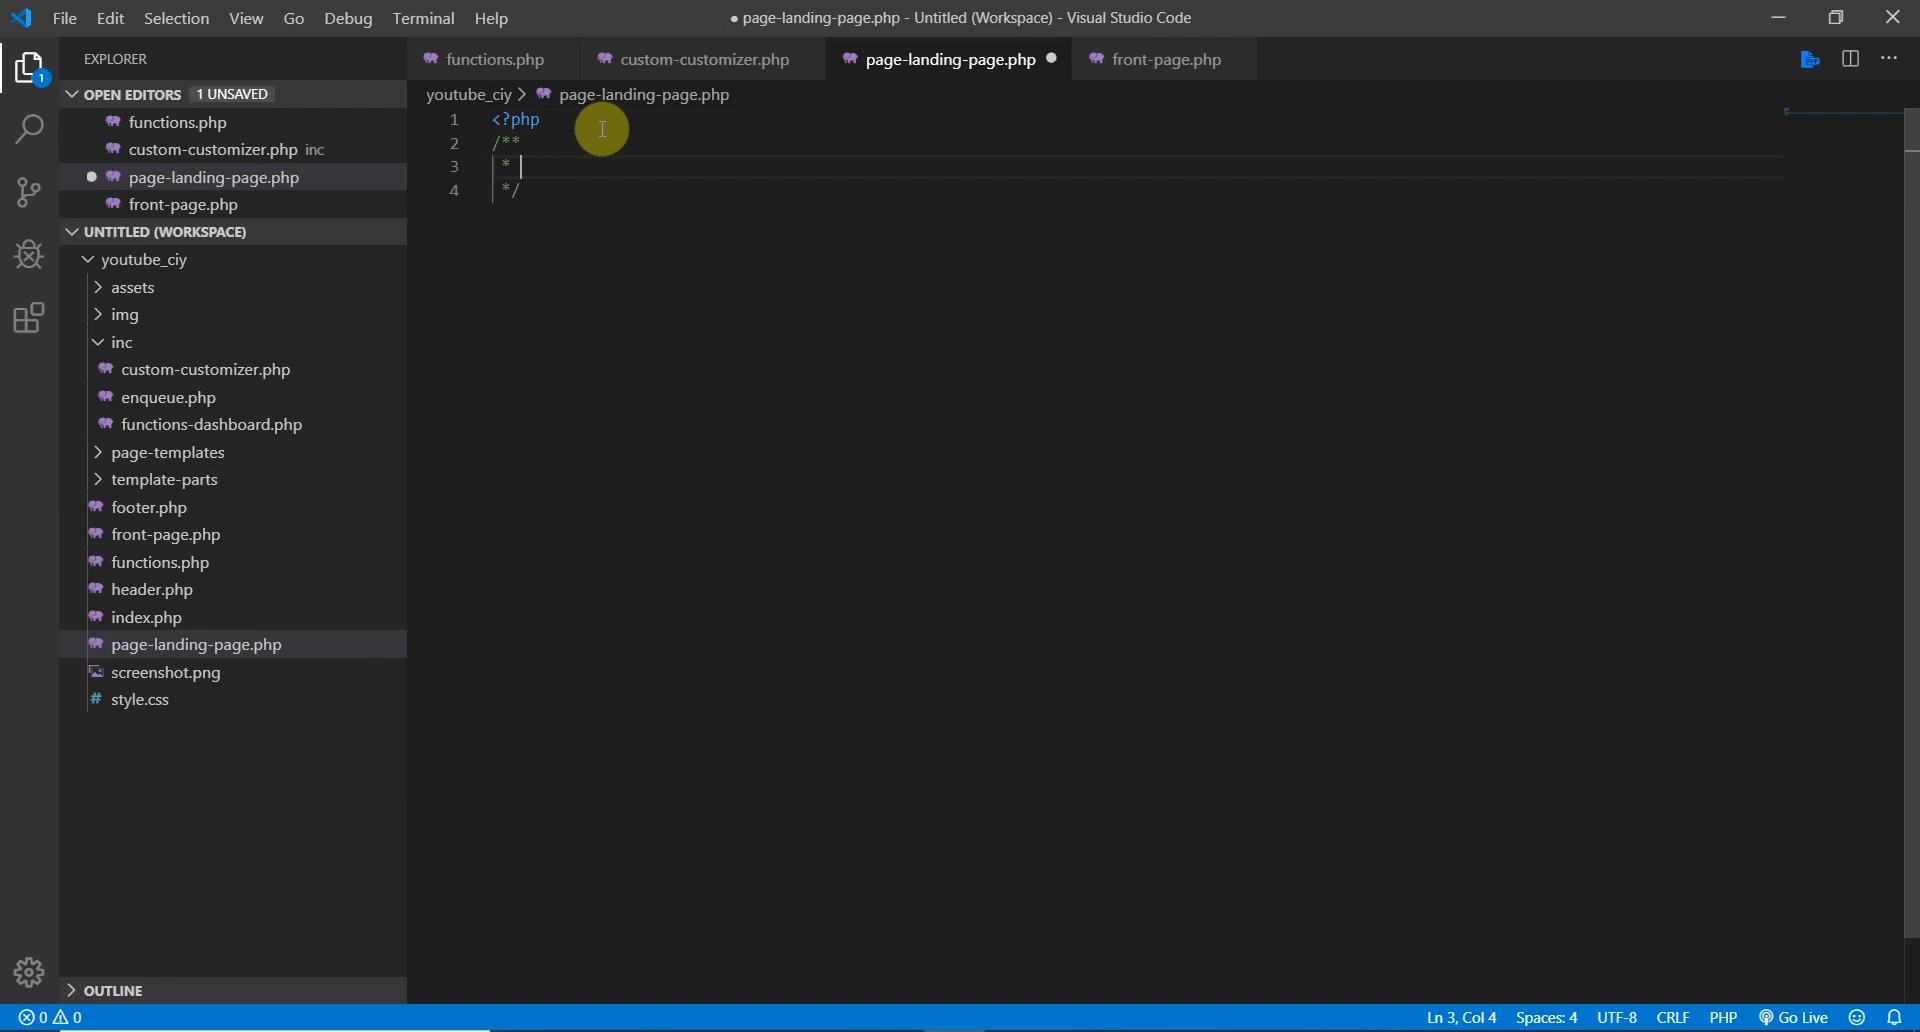 File Edit Selection View Go Debug Terminal Help
● page-landing-page.php - Untitled (Workspace) - Visual Studio Code
EXPLORER
functions.php custom-customizer.php page-landing-page.php front-page.php
OPEN EDITORS 1 UNSAVED
youtube_ciy > page-landing-page.php
functions.php
custom-customizer.php inc
page-landing-page.php
front-page.php
1 <?php
2 /**
3 *
4 */
UNTITLED (WORKSPACE)
youtube_ciy
assets
img
inc
custom-customizer.php
enqueue.php
functions-dashboard.php
page-templates
template-parts
footer.php
front-page.php
functions.php
header.php
index.php
page-landing-page.php
screenshot.png
# style.css
OUTLINE
1
0 0
Ln 3, Col 4 Spaces: 4 UTF-8 CRLF PHP Go Live